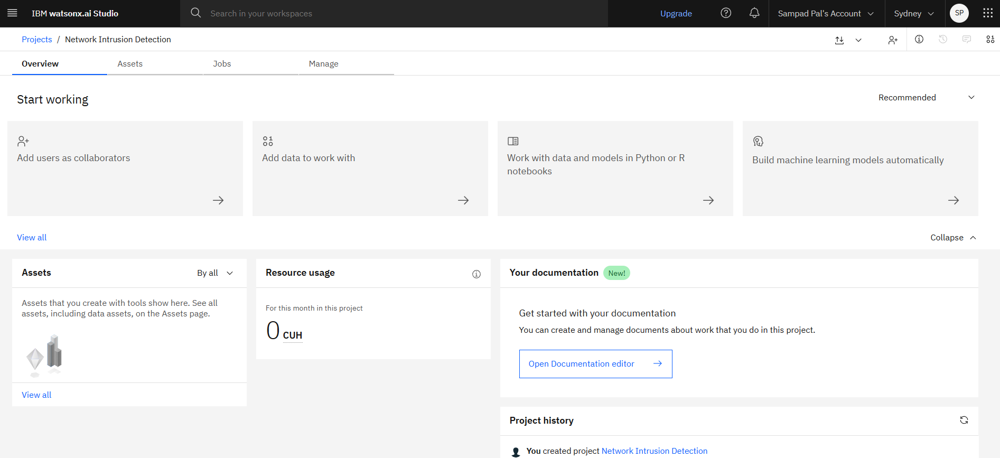 IBM watsonx.ai Studio
Search in your workspaces
Upgrade
Sampad Pal's Account
Sydney
SP
Projects / Network Intrusion Detection
Overview
Assets
Jobs
Manage
Start working
Recommended
Add users as collaborators
Add data to work with
Work with data and models in Python or R
notebooks
Build machine learning models automatically
View all
Collapse
Assets
By all
Assets that you create with tools show here. See all
assets, including data assets, on the Assets page.
View all
Resource usage
For this month in this project
0 CUH
Your documentation New!
Get started with your documentation
You can create and manage documents about work that you do in this project.
Open Documentation editor
Project history
You created project Network Intrusion Detection